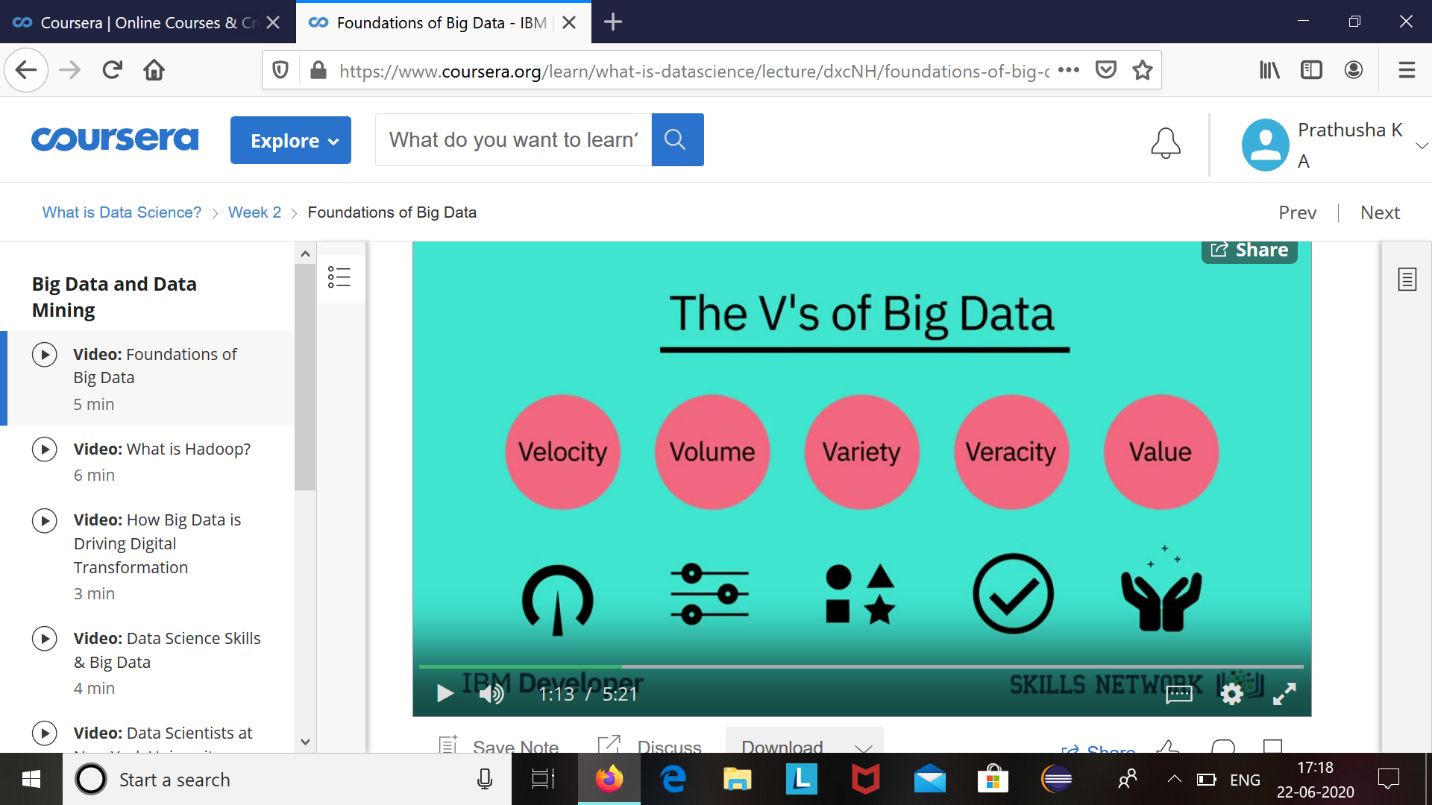 Coursera | Online Courses & Cr
Foundations of Big Data - IBM
https://www.coursera.org/learn/what-is-datascience/lecture/dxcNH/foundations-of-big-c
coursera
Explore
What do you want to learn?
Prathusha K
A
What is Data Science? > Week 2 > Foundations of Big Data
Prev | Next
Big Data and Data
Mining
Video: Foundations of
Big Data
5 min
Video: What is Hadoop?
6 min
Video: How Big Data is
Driving Digital
Transformation
3 min
Video: Data Science Skills
& Big Data
4 min
Video: Data Scientists at
Share
The V's of Big Data
Velocity Volume Variety Veracity Value
IBM Developer
SKILLS NETWORK
1:13 / 5:21
Save Note Discuss Download Share
Start a search
L
ENG
17:18
22-06-2020